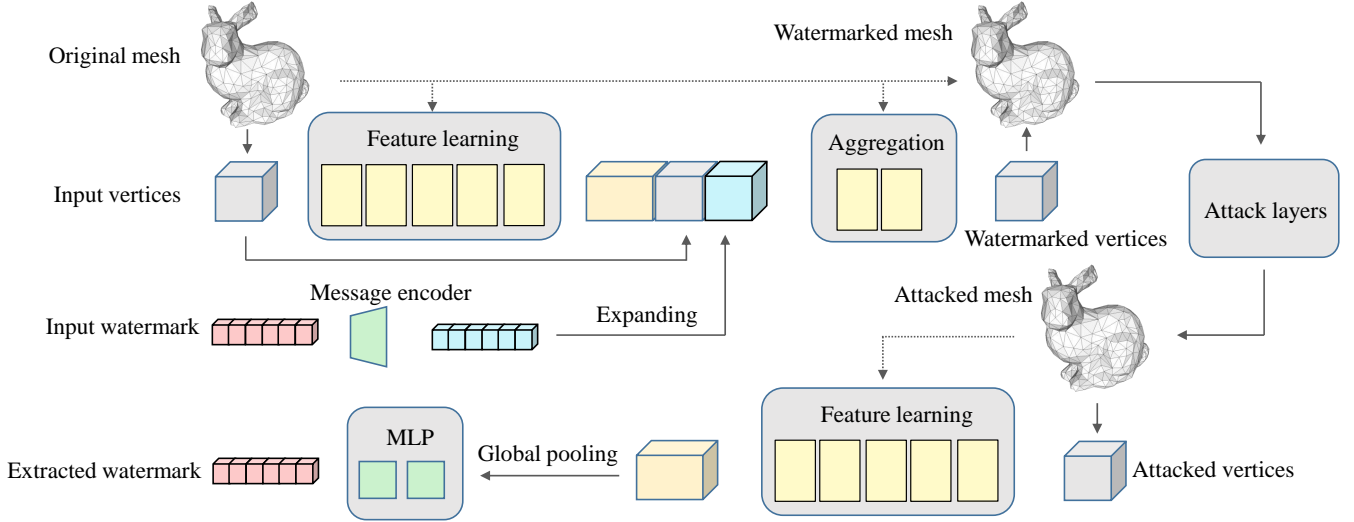 Original mesh
Watermarked mesh
Feature learning
Aggregation
Input vertices
Attack layers
Watermarked vertices
Message encoder
Attacked mesh
Input watermark
Expanding
Feature learning
MLP
Global pooling
Extracted watermark
Attacked vertices